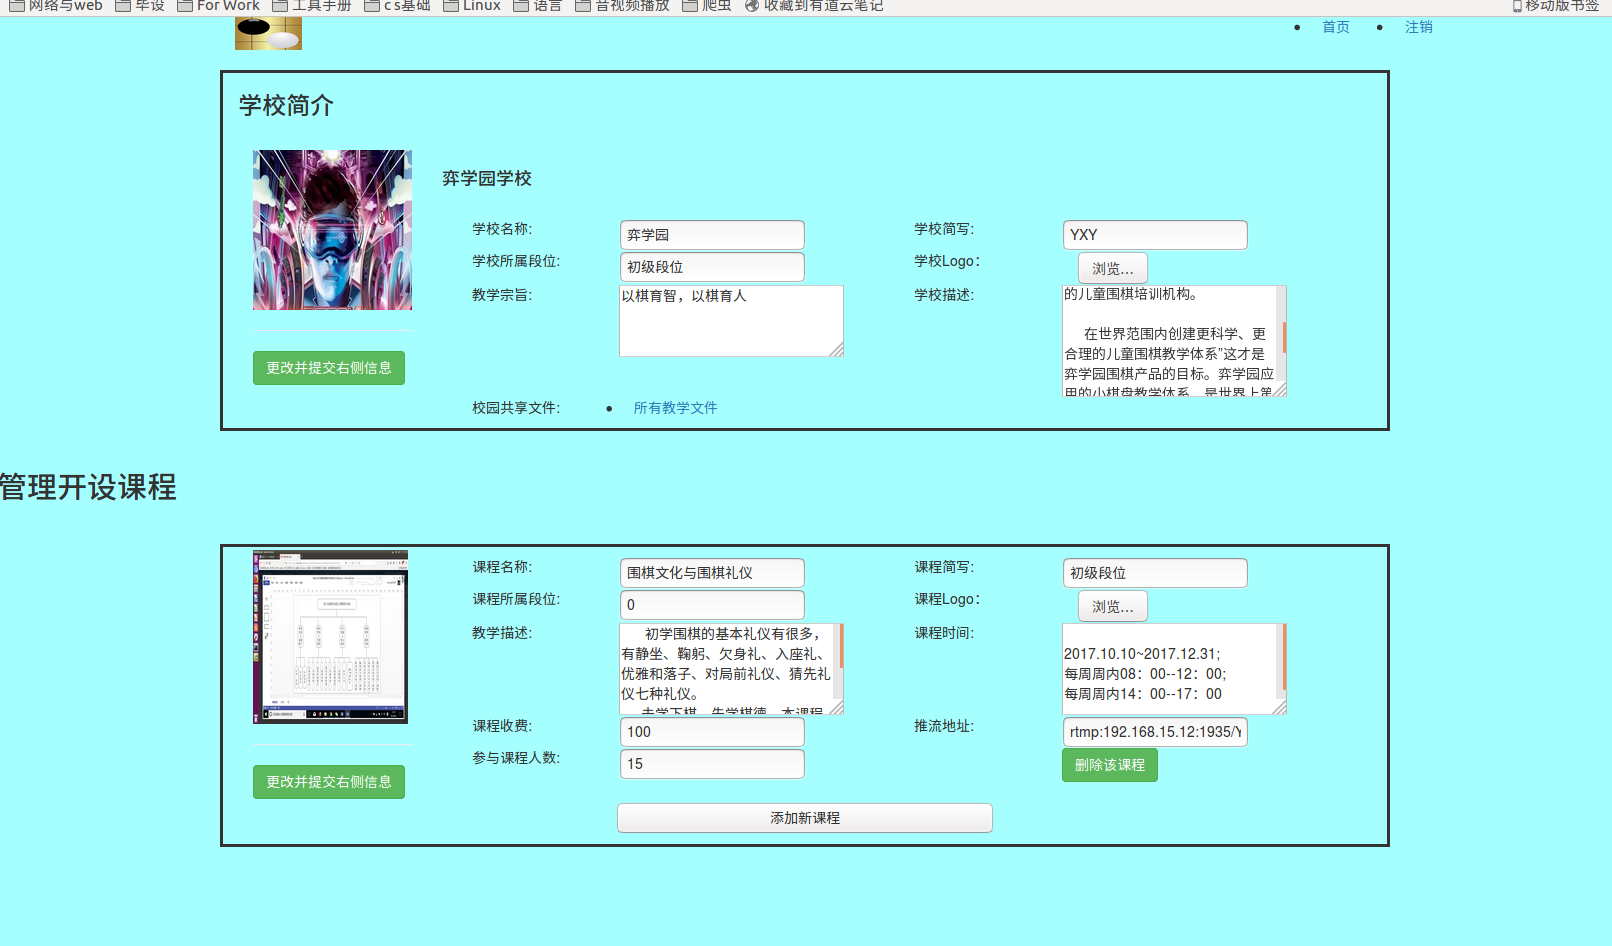 网络与web 毕设 For Work 工具手册 c s基础 Linux 语言 音视频播放 爬虫 收藏到有道云笔记 移动版书签
首页 注销
学校简介
弈学园学校
学校名称: 弈学园 学校简写: YXY
学校所属段位: 初级段位 学校Logo: 浏览...
教学宗旨: 以棋育智，以棋育人 学校描述: 的儿童围棋培训机构。
在世界范围内创建更科学、更
合理的儿童围棋教学体系"这才是
弈学园围棋产品的目标。弈学园应
用的小棋盘教学体系，是世界上第
更改并提交右侧信息
校园共享文件: 所有教学文件
管理开设课程
课程名称: 围棋文化与围棋礼仪 课程简写: 初级段位
课程所属段位: 0 课程Logo: 浏览...
教学描述: 初学围棋的基本礼仪有很多，
有静坐、鞠躬、欠身礼、入座礼、
优雅和落子、对局前礼仪、猜先礼
仪七种礼仪。
去学下棋，先学棋德。本课程
课程时间:
2017.10.10~2017.12.31;
每周周内08：00--12：00;
每周周内14：00--17：00
课程收费: 100 推流地址: rtmp:192.168.15.12:1935/Y
参与课程人数: 15 删除该课程
更改并提交右侧信息
添加新课程